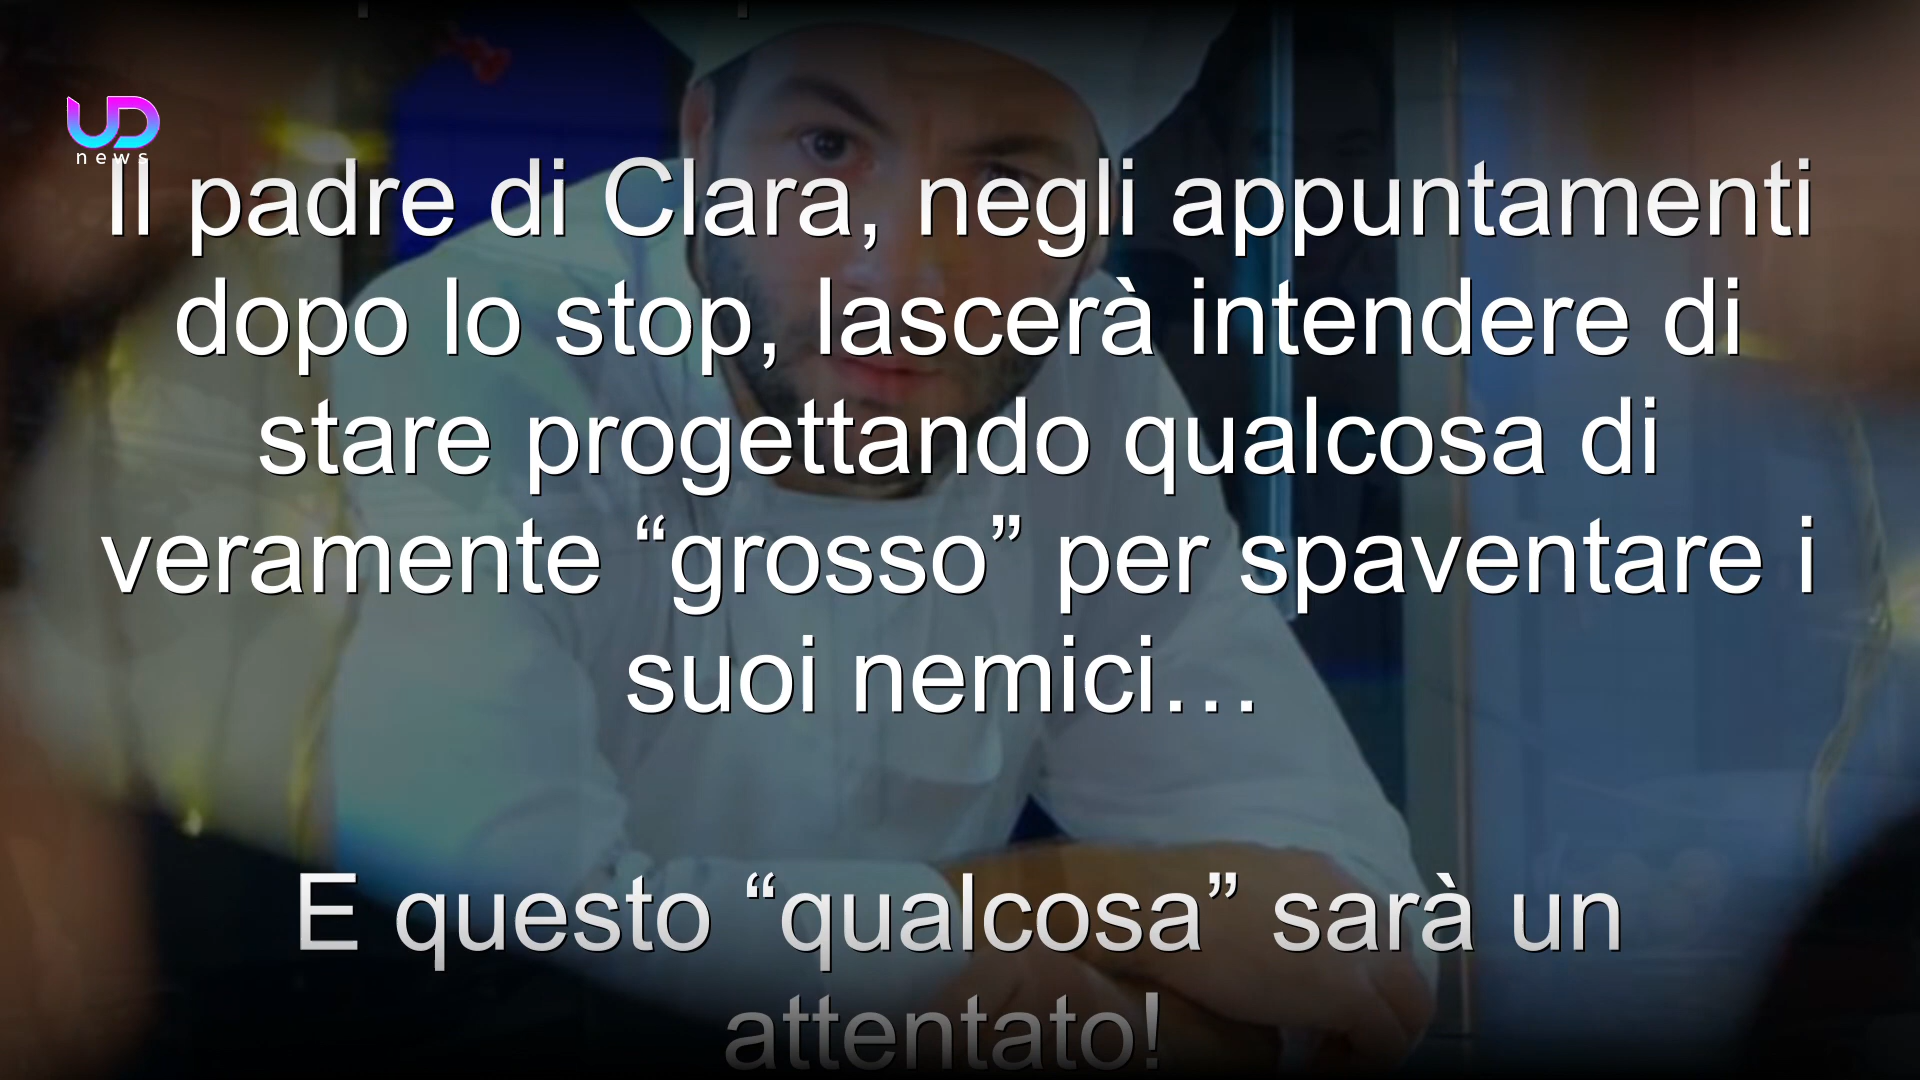 UD
news
Il padre di Clara, negli appuntamenti
dopo lo stop, lascerà intendere di
stare progettando qualcosa di
veramente “grosso” per spaventare i
suoi nemici…
E questo “qualcosa” sarà un
attentato!